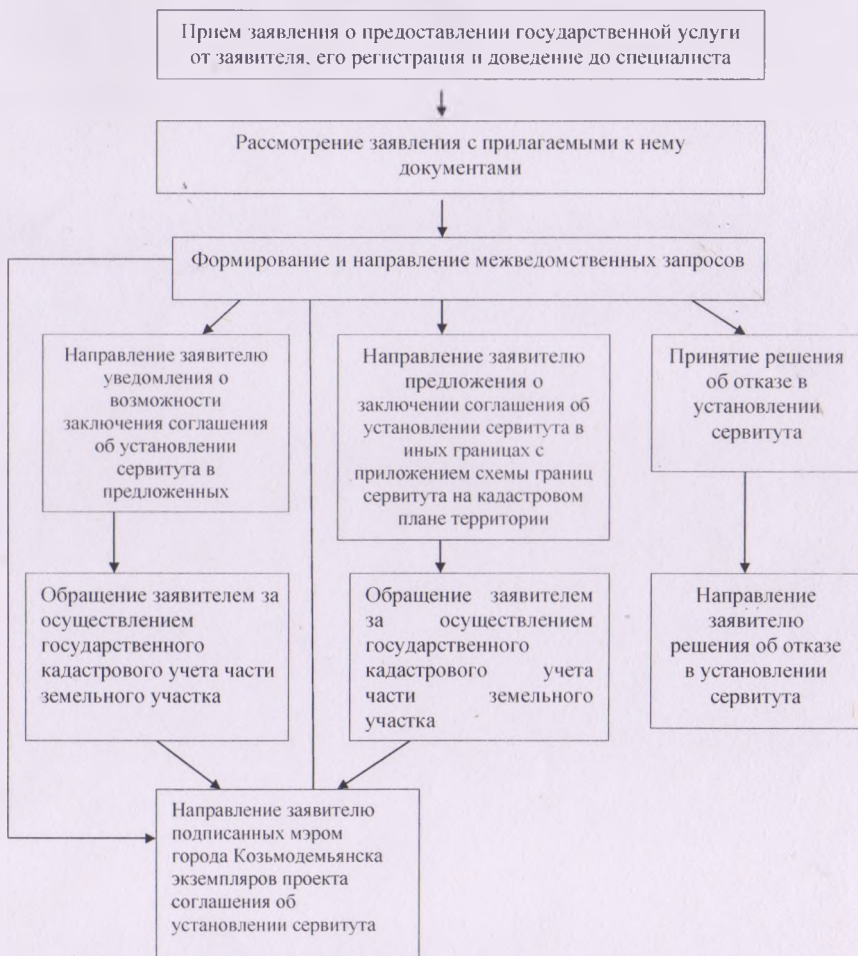 Прием заявления о предоставлении государственной услуги
от заявителя, его регистрация и доведение до специалиста
Рассмотрение заявления с прилагаемыми к нему
документами
Формирование и направление межведомственных запросов
Направление заявителю
уведомления о
возможности
заключения соглашения
об установлении
сервитута в
предложенных
Направление заявителю
предложения о
заключении соглашения об
установлении сервитута в
иных границах с
приложением схемы границ
сервитута на кадастровом
плане территории
Принятие решения
об отказе в
установлении
сервитута
Обращение заявителем за
осуществлением
государственного
кадастрового учета части
земельного участка
Обращение заявителем
за осуществлением
государственного
кадастрового учета
части земельного
участка
Направление
заявителю
решения об отказе
в установлении
сервитута
Направление заявителю
подписанных мэром
города Козьмодемьянска
экземпляров проекта
соглашения об
установлении сервитута